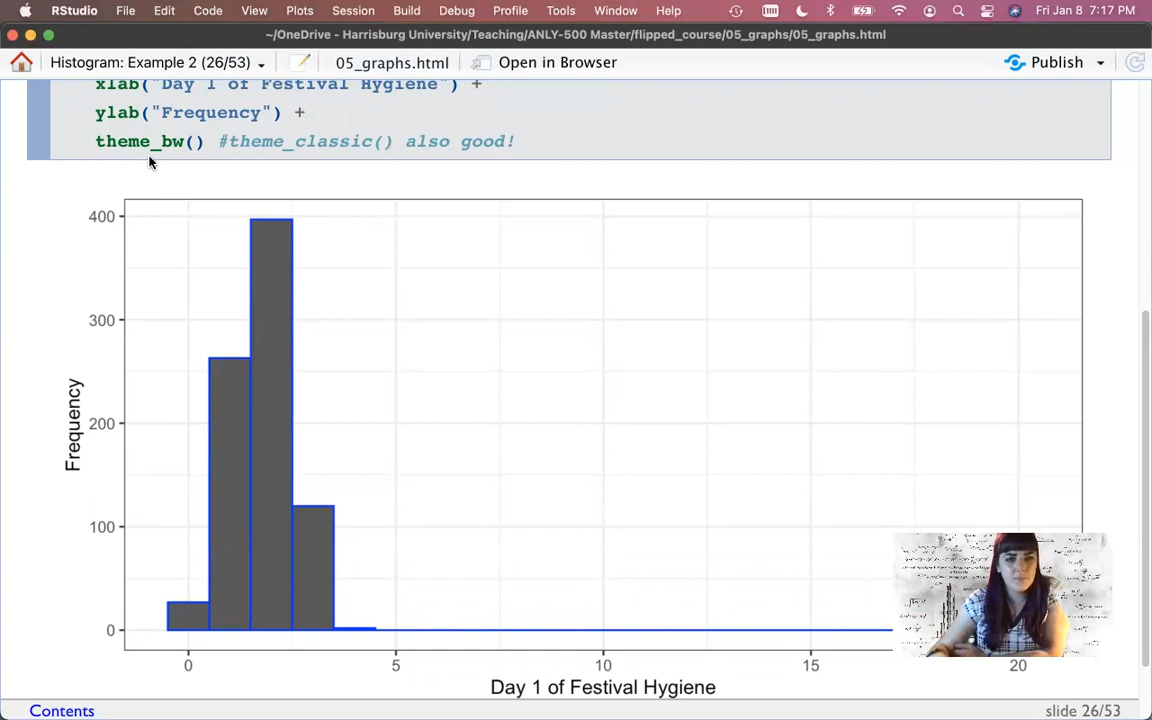 RStudio File Edit Code View Plots Session Build Debug Profile Tools Window Help Fri Jan 8 7:17 PM
~/OneDrive - Harrisburg University/Teaching/ANLY-500 Master/flipped_course/05_graphs/05_graphs.html
Histogram: Example 2 (26/53) 05_graphs.html Open in Browser Publish
xlab("Day 1 of Festival Hygiene") +
ylab("Frequency") +
theme_bw() #theme_classic() also good!
400
300
200
100
0
Frequency
0 5 10 15 20
Day 1 of Festival Hygiene
Contents slide 26/53